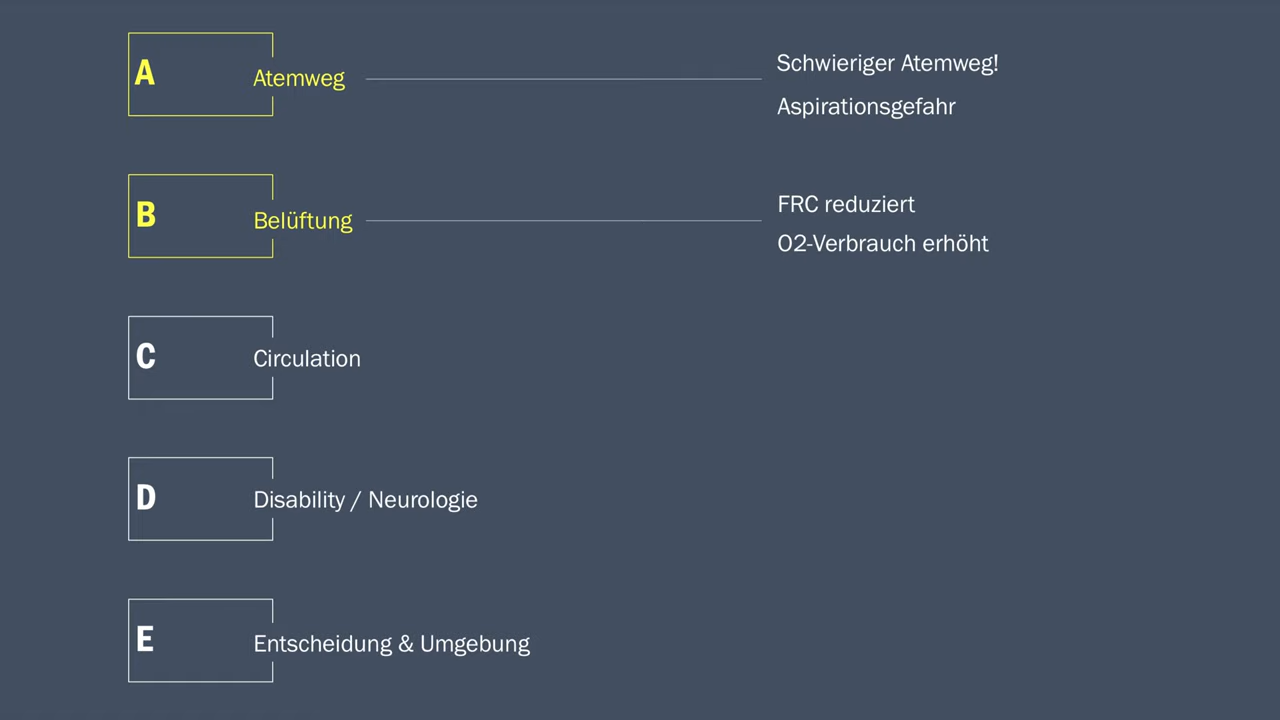 A Atemweg
Schwieriger Atemweg!
Aspirationsgefahr
B Belüftung
FRC reduziert
O2-Verbrauch erhöht
C Circulation
D Disability / Neurologie
E Entscheidung & Umgebung